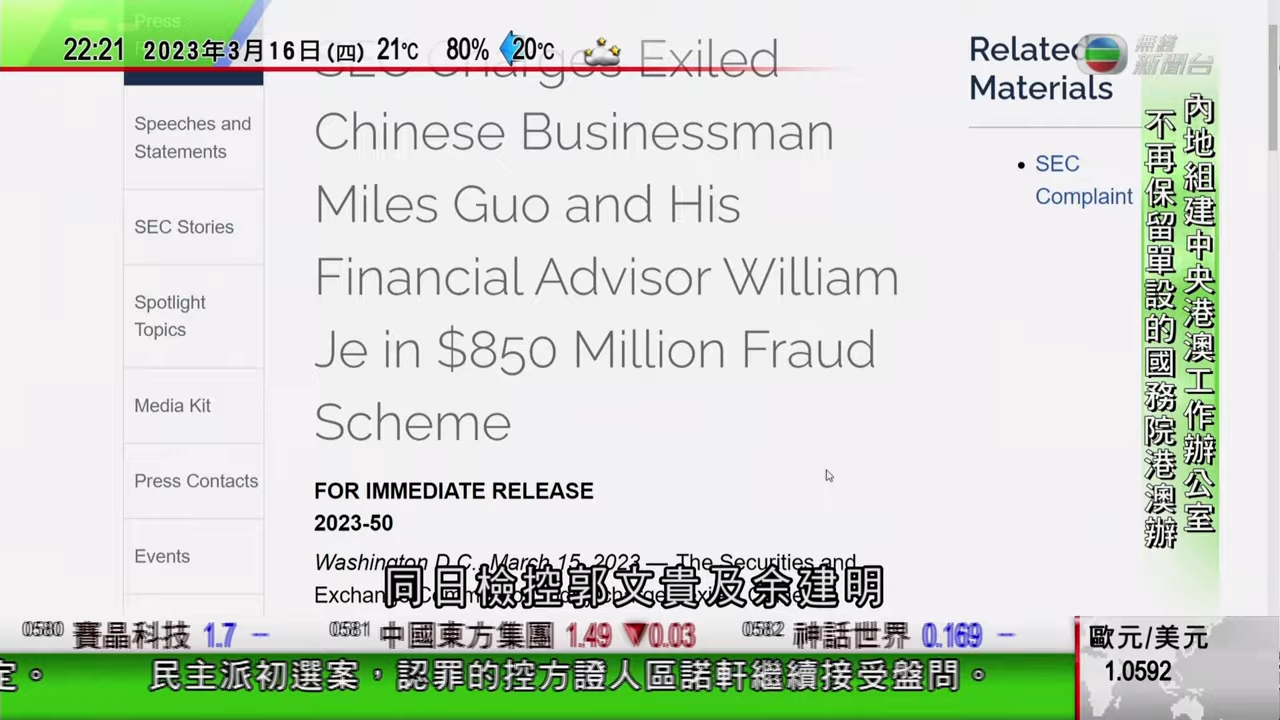 Press
22:21 2023年3月16日(四) 21℃ 80% 20℃
SEC Charges Exiled
Chinese Businessman
Miles Guo and His
Financial Advisor William
Je in $850 Million Fraud
Scheme
Speeches and
Statements
SEC Stories
Spotlight
Topics
Media Kit
Press Contacts
Events
FOR IMMEDIATE RELEASE
2023-50
Washington D.C., March 15, 2023 — The Securities and
同日檢控郭文貴及余建明
Related
Materials
SEC
Complaint
無綫
新聞台
內地組建中央港澳工作辦公室
不再保留單設的國務院港澳辦
0580 賽晶科技 1.7 – 0581 中國東方集團 1.49 ▼0.03 0582 神話世界 0.169 –
定。 民主派初選案，認罪的控方證人區諾軒繼續接受盤問。
歐元/美元
1.0592